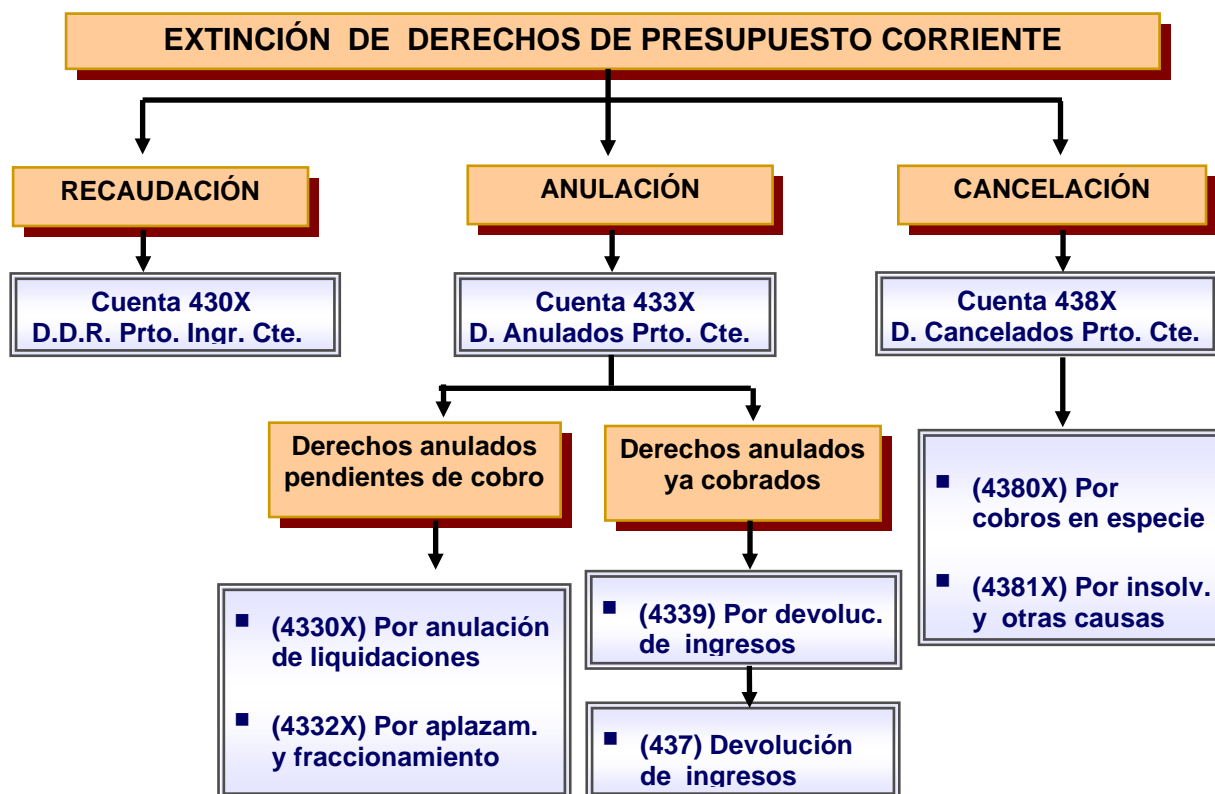 EXTINCIÓN DE DERECHOS DE PRESUPUESTO CORRIENTE
RECAUDACIÓN
ANULACIÓN
CANCELACIÓN
Cuenta 430X
D.D.R. Prto. Ingr. Cte.
Cuenta 433X
D. Anulados Prto. Cte.
Cuenta 438X
D. Cancelados Prto. Cte.
Derechos anulados
pendientes de cobro
Derechos anulados
ya cobrados
▪ (4380X) Por
cobros en especie
▪ (4381X) Por insolv.
y otras causas
▪ (4330X) Por anulación
de liquidaciones
▪ (4332X) Por aplazam.
y fraccionamiento
▪ (4339) Por devoluc.
de ingresos
▪ (437) Devolución
de ingresos